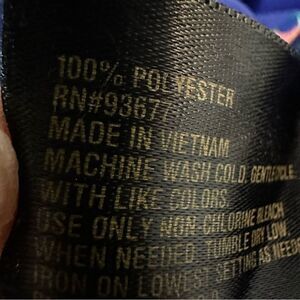 100% POLYESTER
RN#93677
MADE IN VIETNAM
MACHINE WASH COLD, GENTLE CYCLE,
WITH LIKE COLORS.
USE ONLY NON-CHLORINE BLEACH
WHEN NEEDED. TUMBLE DRY LOW.
IRON ON LOWEST SETTING AS